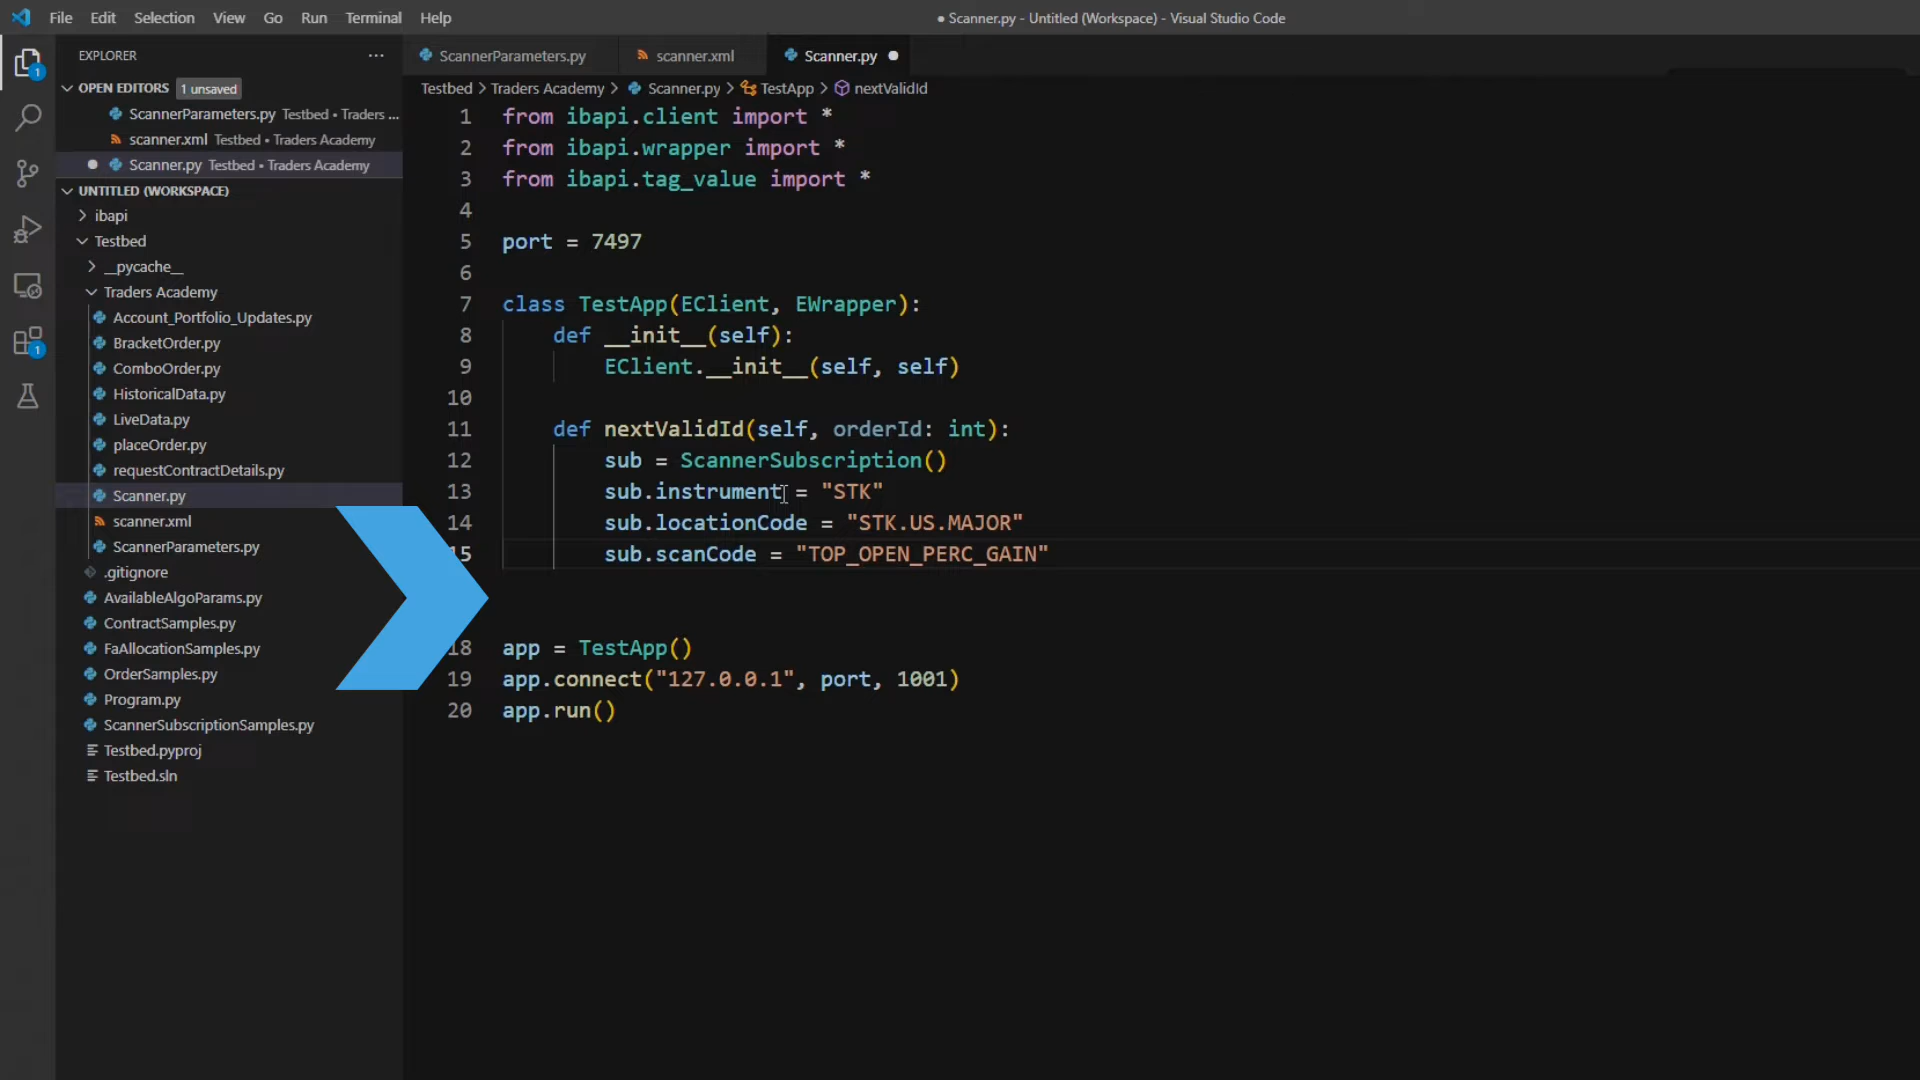 File Edit Selection View Go Run Terminal Help
● Scanner.py - Untitled (Workspace) - Visual Studio Code
EXPLORER ···
OPEN EDITORS 1 unsaved
ScannerParameters.py Testbed • Traders ...
scanner.xml Testbed • Traders Academy
Scanner.py Testbed • Traders Academy
UNTITLED (WORKSPACE)
ibapi
Testbed
__pycache__
Traders Academy
Account_Portfolio_Updates.py
BracketOrder.py
ComboOrder.py
HistoricalData.py
LiveData.py
placeOrder.py
requestContractDetails.py
Scanner.py
scanner.xml
ScannerParameters.py
.gitignore
AvailableAlgoParams.py
ContractSamples.py
FaAllocationSamples.py
OrderSamples.py
Program.py
ScannerSubscriptionSamples.py
Testbed.pyproj
Testbed.sln
1
1
ScannerParameters.py scanner.xml Scanner.py
Testbed > Traders Academy > Scanner.py > TestApp > nextValidId
1 from ibapi.client import *
2 from ibapi.wrapper import *
3 from ibapi.tag_value import *
4
5 port = 7497
6
7 class TestApp(EClient, EWrapper):
8 def __init__(self):
9 EClient.__init__(self, self)
10
11 def nextValidId(self, orderId: int):
12 sub = ScannerSubscription()
13 sub.instrument = "STK"
14 sub.locationCode = "STK.US.MAJOR"
15 sub.scanCode = "TOP_OPEN_PERC_GAIN"
18 app = TestApp()
19 app.connect("127.0.0.1", port, 1001)
20 app.run()